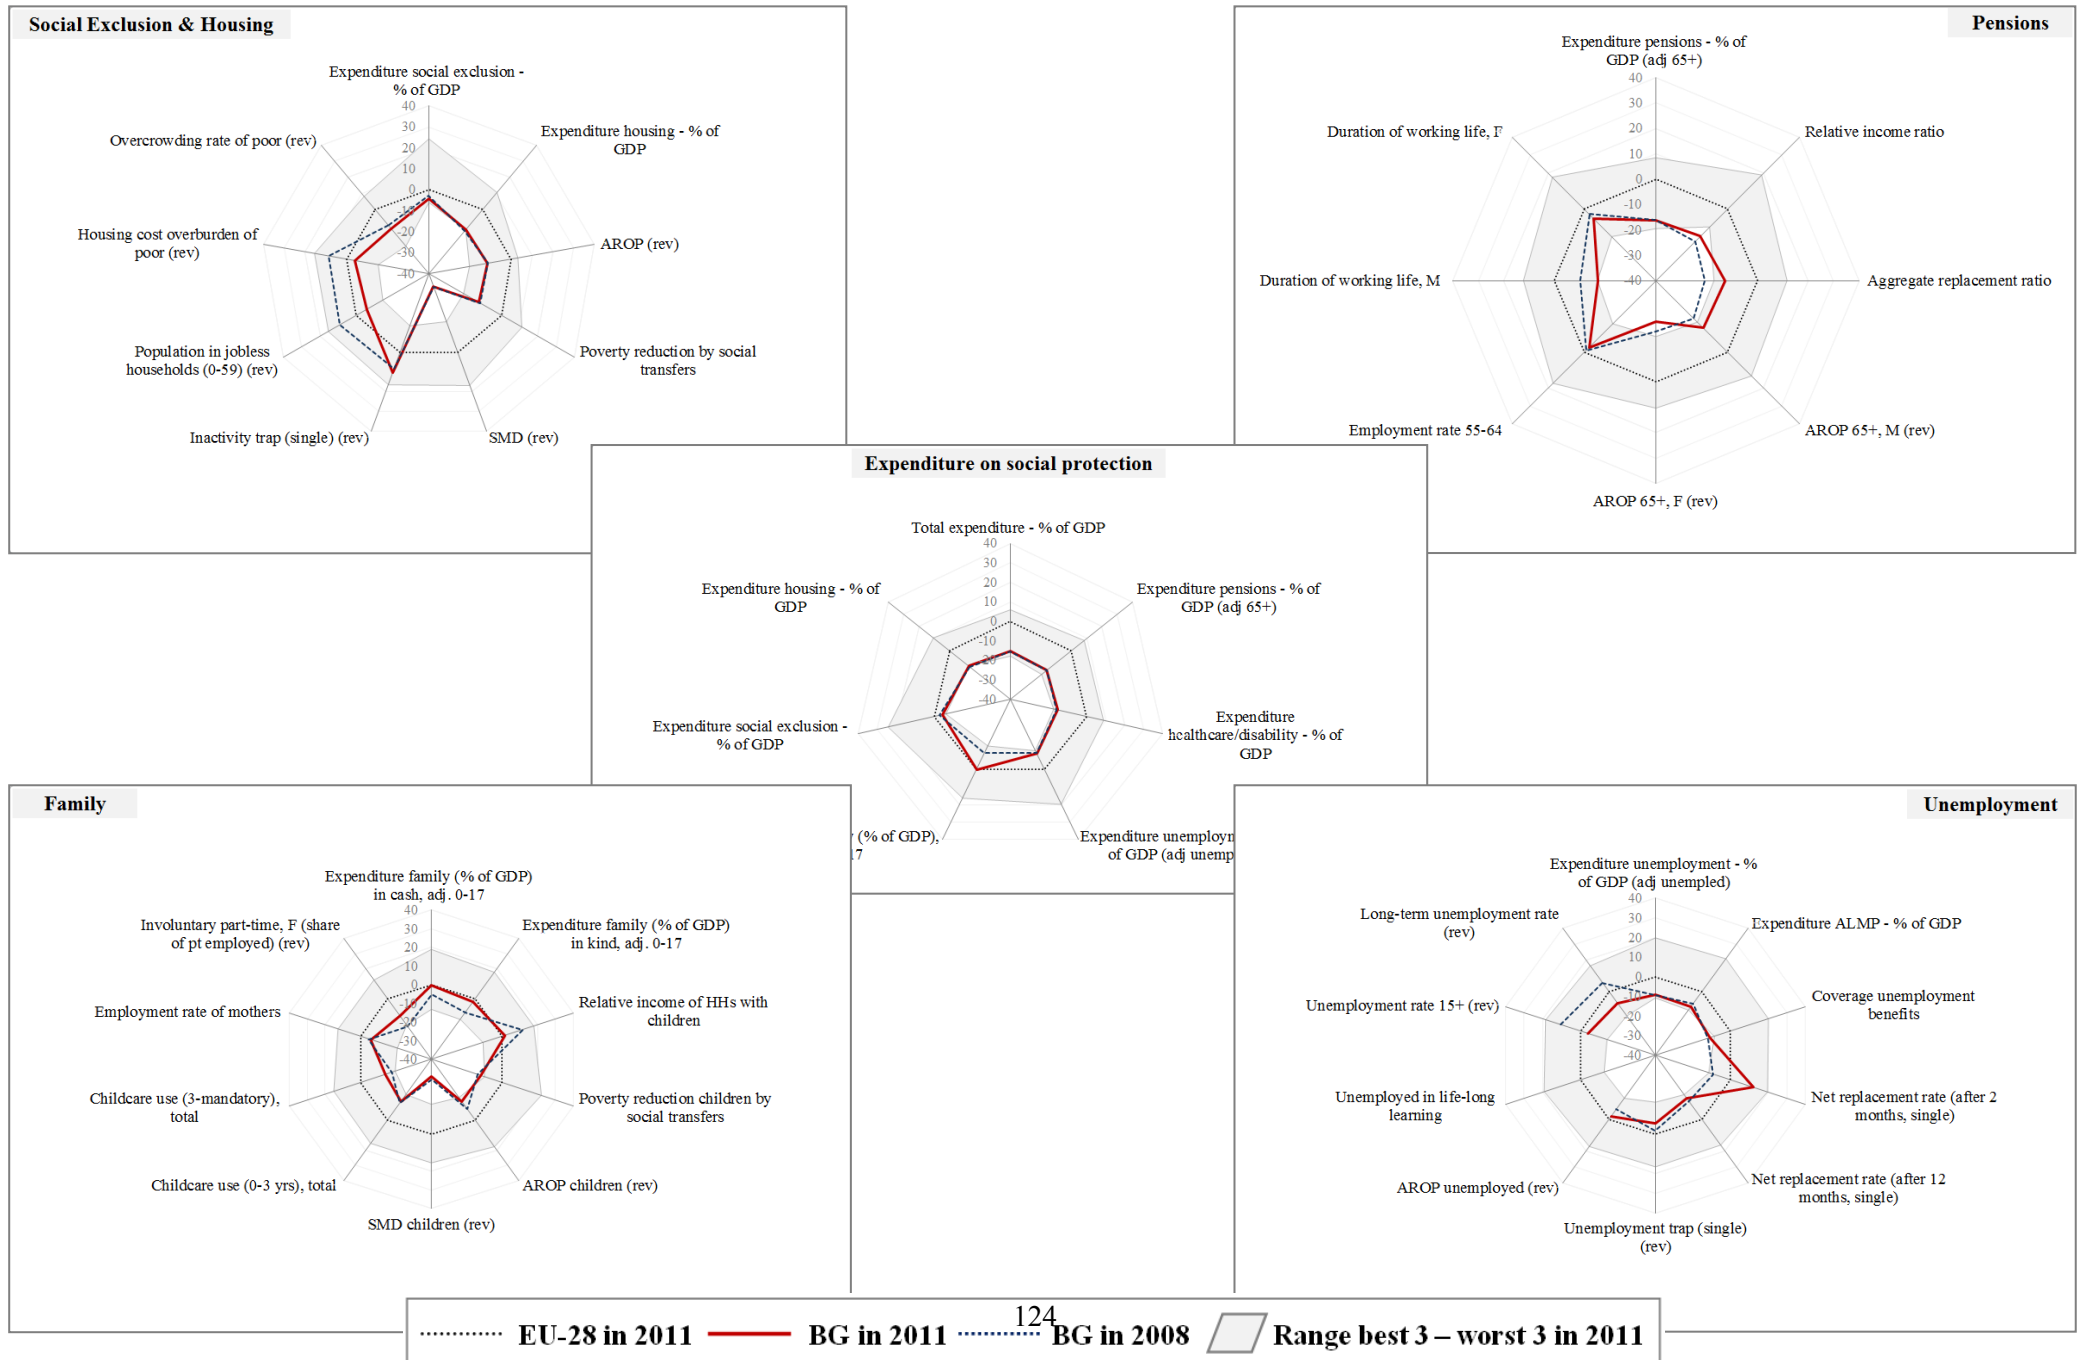 Social Exclusion & Housing
Expenditure social exclusion -
% of GDP
Expenditure housing - % of
GDP
AROP (rev)
Poverty reduction by social
transfers
SMD (rev)
Inactivity trap (single) (rev)
Population in jobless
households (0-59) (rev)
Housing cost overburden of
poor (rev)
Overcrowding rate of poor (rev)
40
30
20
10
0
-10
-20
-30
-40
Pensions
Expenditure pensions - % of
GDP (adj 65+)
Relative income ratio
Aggregate replacement ratio
AROP 65+, M (rev)
AROP 65+, F (rev)
Employment rate 55-64
Duration of working life, M
Duration of working life, F
40
30
20
10
0
-10
-20
-30
-40
Expenditure on social protection
Total expenditure - % of GDP
Expenditure pensions - % of
GDP (adj 65+)
Expenditure
healthcare/disability - % of
GDP
Expenditure unemployn
of GDP (adj unemp
(% of GDP),
17
Expenditure social exclusion -
% of GDP
Expenditure housing - % of
GDP
40
30
20
10
0
-10
-20
-30
-40
Family
Expenditure family (% of GDP)
in cash, adj. 0-17
Expenditure family (% of GDP)
in kind, adj. 0-17
Relative income of HHs with
children
Poverty reduction children by
social transfers
AROP children (rev)
SMD children (rev)
Childcare use (0-3 yrs), total
Childcare use (3-mandatory),
total
Employment rate of mothers
Involuntary part-time, F (share
of pt employed) (rev)
40
30
20
10
0
-10
-20
-30
-40
Unemployment
Expenditure unemployment - %
of GDP (adj unempled)
Expenditure ALMP - % of GDP
Coverage unemployment
benefits
Net replacement rate (after 2
months, single)
Net replacement rate (after 12
months, single)
Unemployment trap (single)
(rev)
AROP unemployed (rev)
Unemployed in life-long
learning
Unemployment rate 15+ (rev)
Long-term unemployment rate
(rev)
40
30
20
10
0
-10
-20
-30
-40
124
EU-28 in 2011 BG in 2011 BG in 2008 Range best 3 – worst 3 in 2011